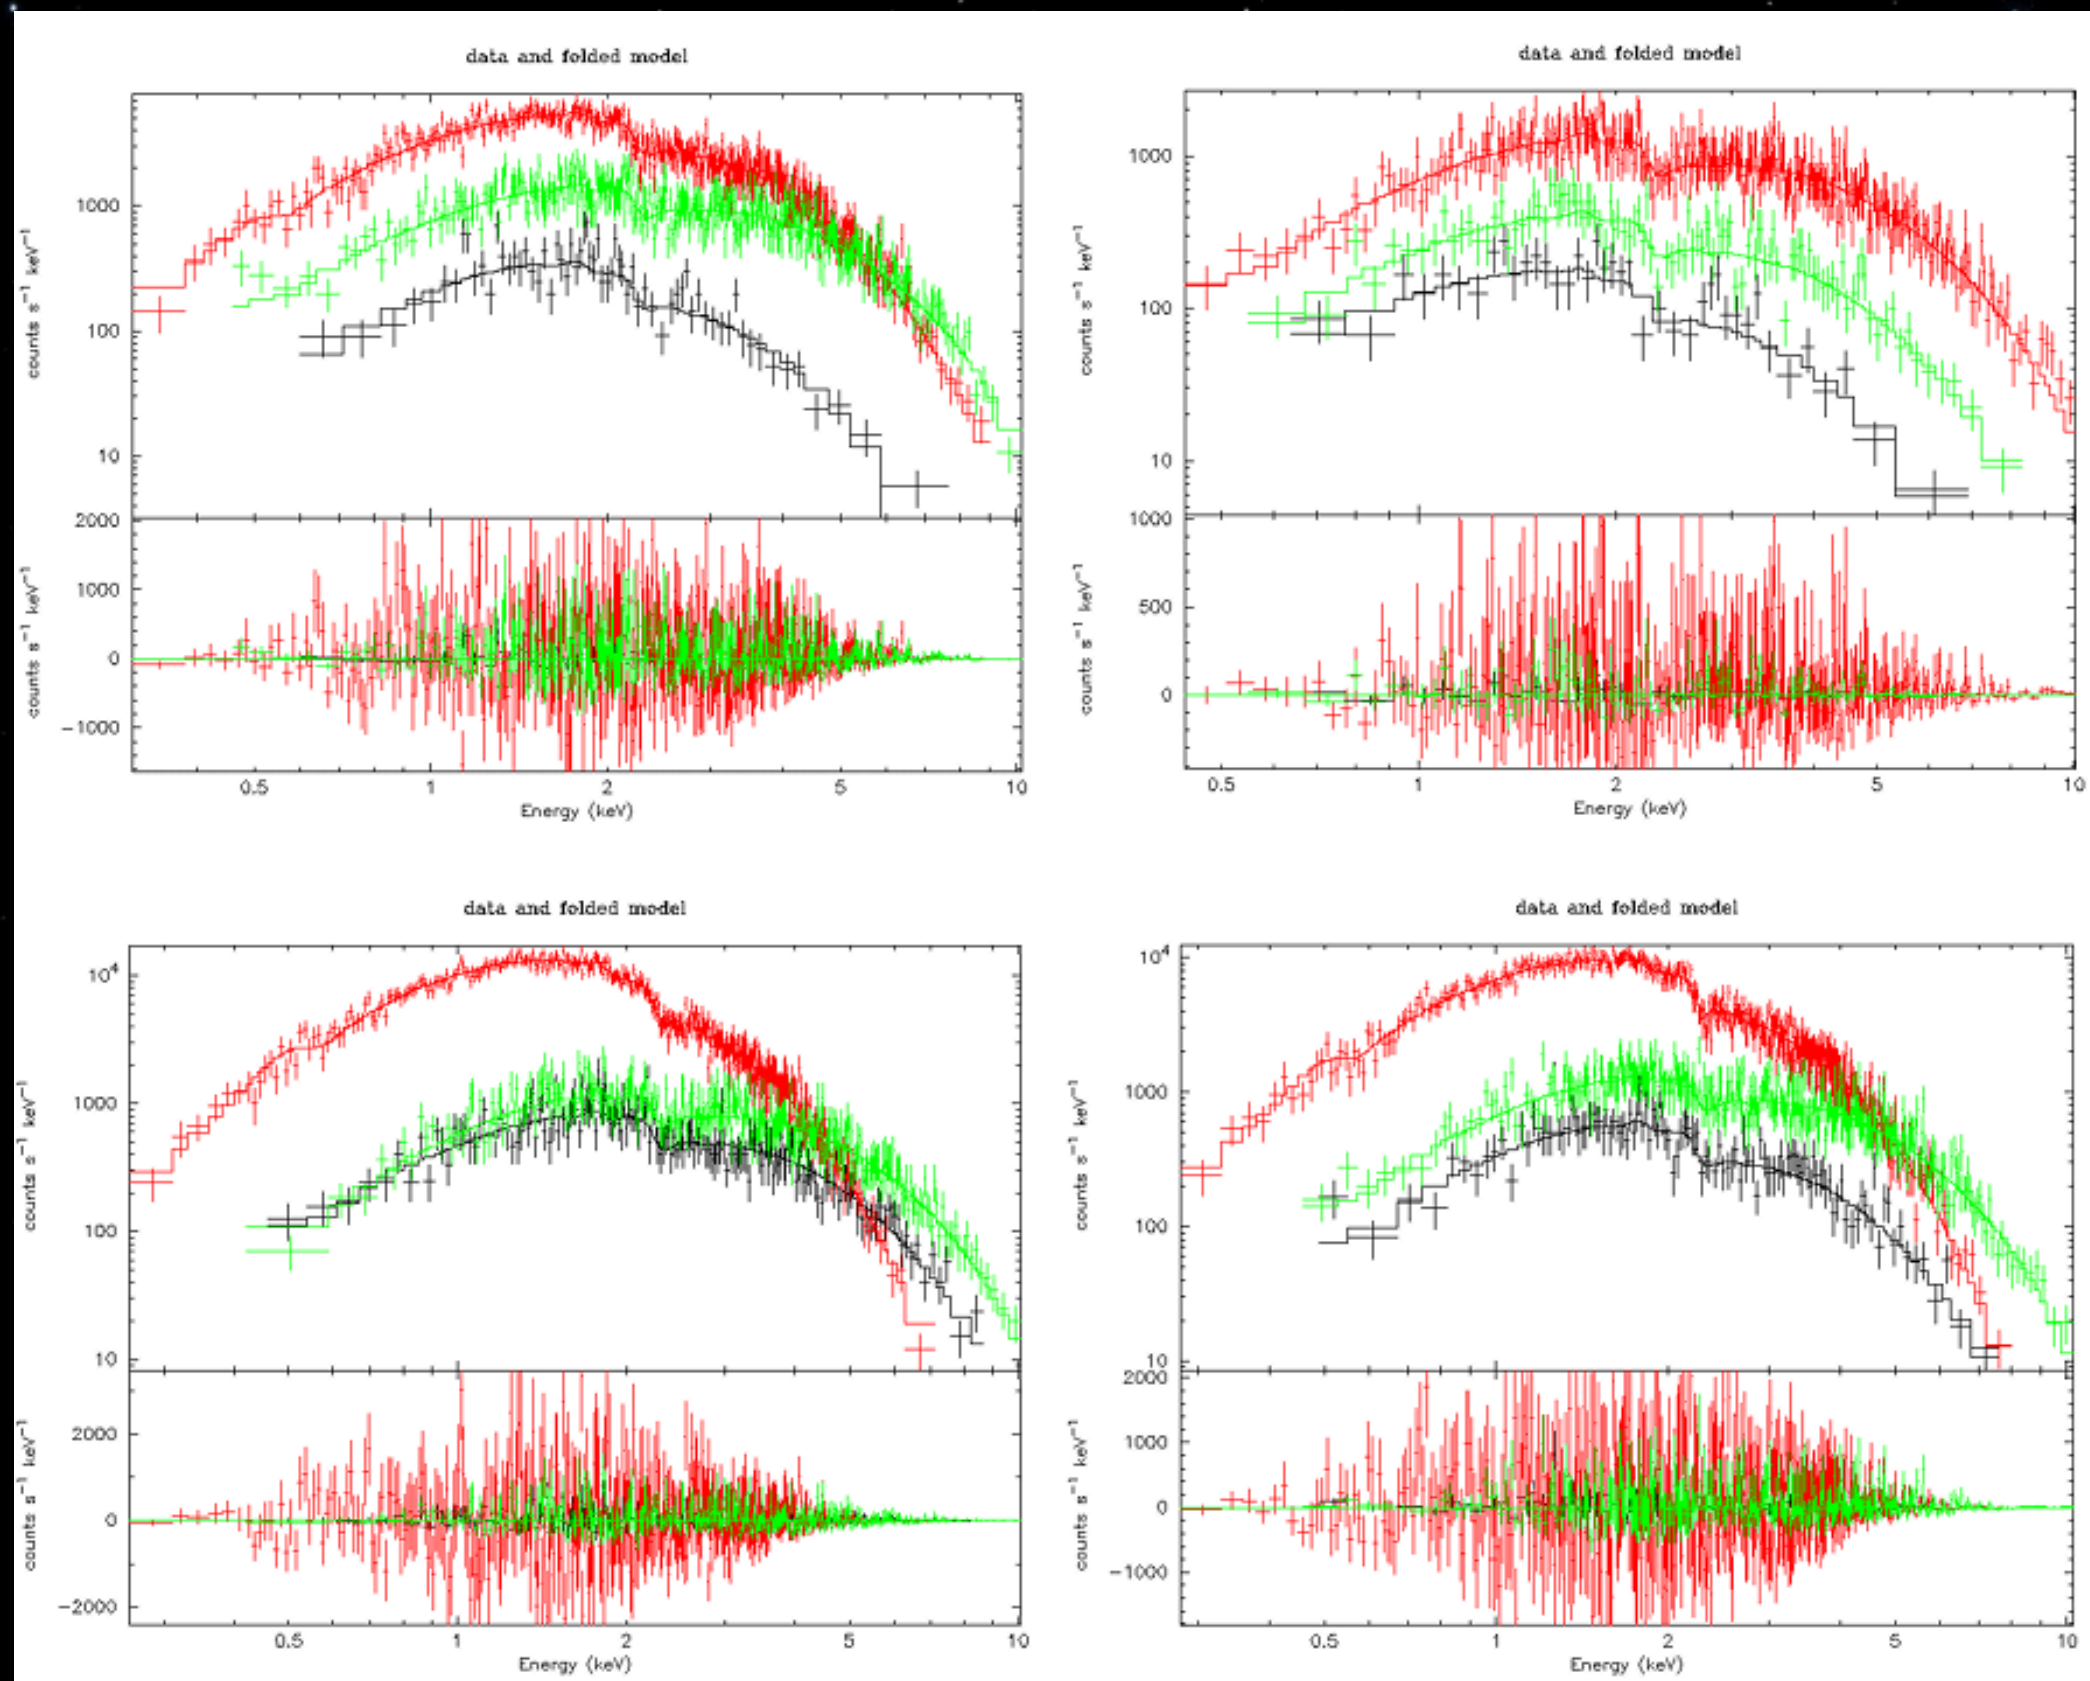 data and folded model
data and folded model
1000
100
10
counts s⁻¹ keV⁻¹
1000
100
10
counts s⁻¹ keV⁻¹
2000
1000
0
−1000
counts s⁻¹ keV⁻¹
1000
500
0
counts s⁻¹ keV⁻¹
0.5 1 2 5 10
Energy (keV)
0.5 1 2 5 10
Energy (keV)
data and folded model
data and folded model
10⁴
1000
100
10
counts s⁻¹ keV⁻¹
10⁴
1000
100
10
counts s⁻¹ keV⁻¹
2000
0
−2000
counts s⁻¹ keV⁻¹
2000
1000
0
−1000
counts s⁻¹ keV⁻¹
0.5 1 2 5 10
Energy (keV)
0.5 1 2 5 10
Energy (keV)